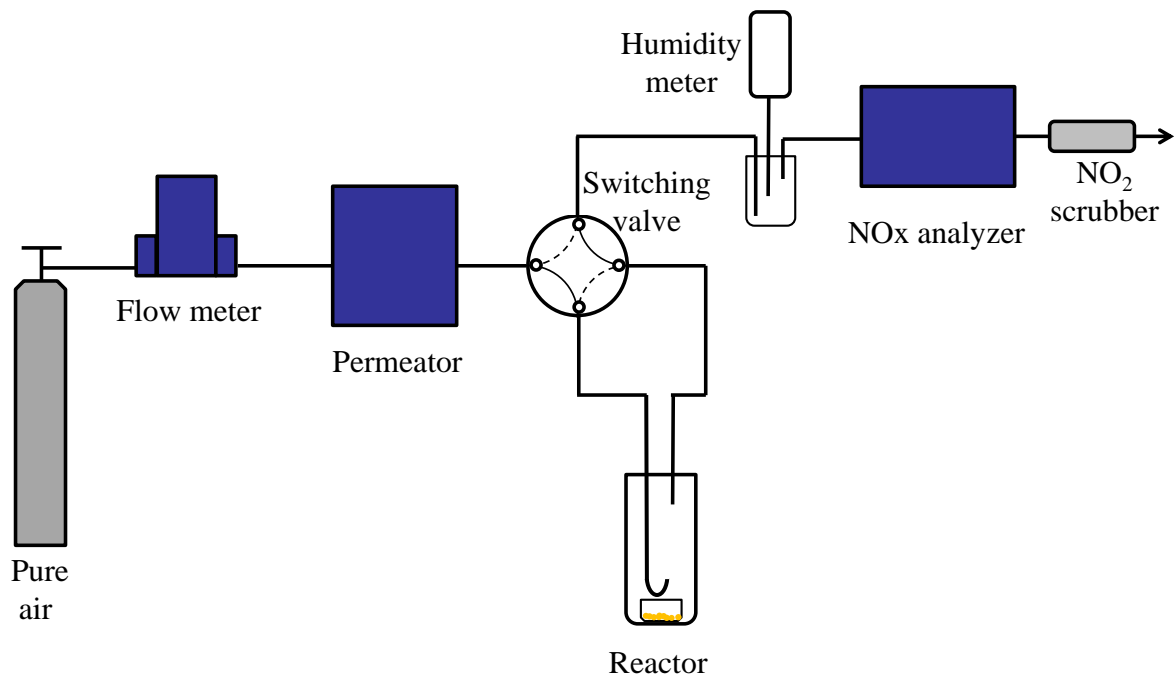 Humidity
meter
Switching
valve
NOx analyzer
NO₂
scrubber
Flow meter
Permeator
Pure
air
Reactor